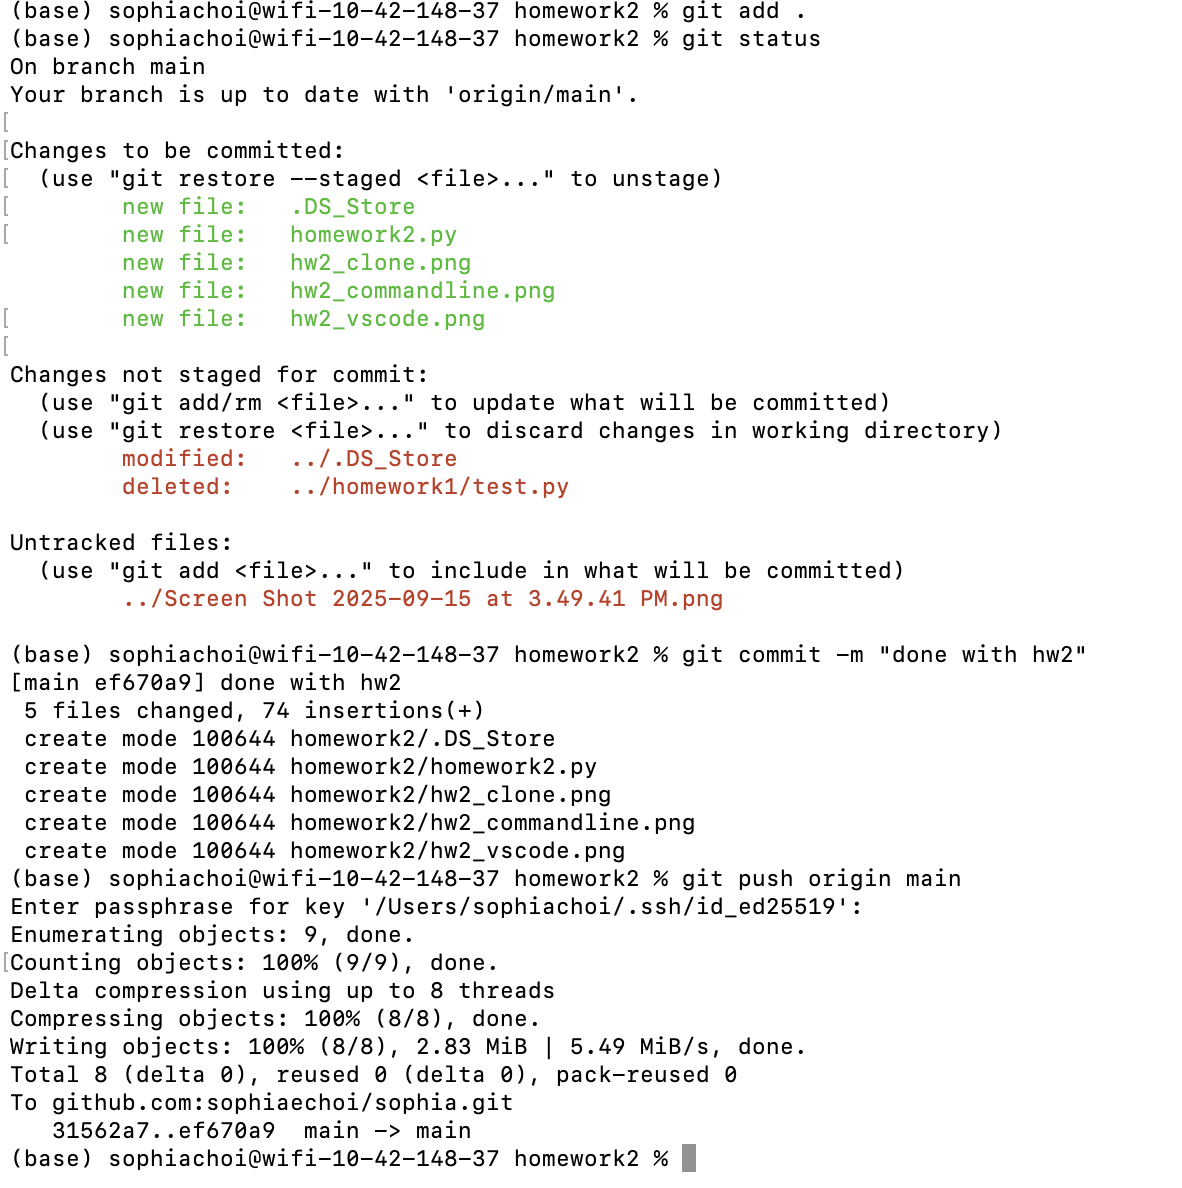 (base) sophiachoi@wifi-10-42-148-37 homework2 % git add .
(base) sophiachoi@wifi-10-42-148-37 homework2 % git status
On branch main
Your branch is up to date with 'origin/main'.
[
[Changes to be committed:
[  (use "git restore --staged <file>..." to unstage)
[       new file:   .DS_Store
[       new file:   homework2.py
        new file:   hw2_clone.png
        new file:   hw2_commandline.png
[       new file:   hw2_vscode.png
[
Changes not staged for commit:
  (use "git add/rm <file>..." to update what will be committed)
  (use "git restore <file>..." to discard changes in working directory)
        modified:   ../.DS_Store
        deleted:    ../homework1/test.py

Untracked files:
  (use "git add <file>..." to include in what will be committed)
        ../Screen Shot 2025-09-15 at 3.49.41 PM.png

(base) sophiachoi@wifi-10-42-148-37 homework2 % git commit -m "done with hw2"
[main ef670a9] done with hw2
 5 files changed, 74 insertions(+)
 create mode 100644 homework2/.DS_Store
 create mode 100644 homework2/homework2.py
 create mode 100644 homework2/hw2_clone.png
 create mode 100644 homework2/hw2_commandline.png
 create mode 100644 homework2/hw2_vscode.png
(base) sophiachoi@wifi-10-42-148-37 homework2 % git push origin main
Enter passphrase for key '/Users/sophiachoi/.ssh/id_ed25519':
Enumerating objects: 9, done.
[Counting objects: 100% (9/9), done.
Delta compression using up to 8 threads
Compressing objects: 100% (8/8), done.
Writing objects: 100% (8/8), 2.83 MiB | 5.49 MiB/s, done.
Total 8 (delta 0), reused 0 (delta 0), pack-reused 0
To github.com:sophiaechoi/sophia.git
   31562a7..ef670a9  main -> main
(base) sophiachoi@wifi-10-42-148-37 homework2 %